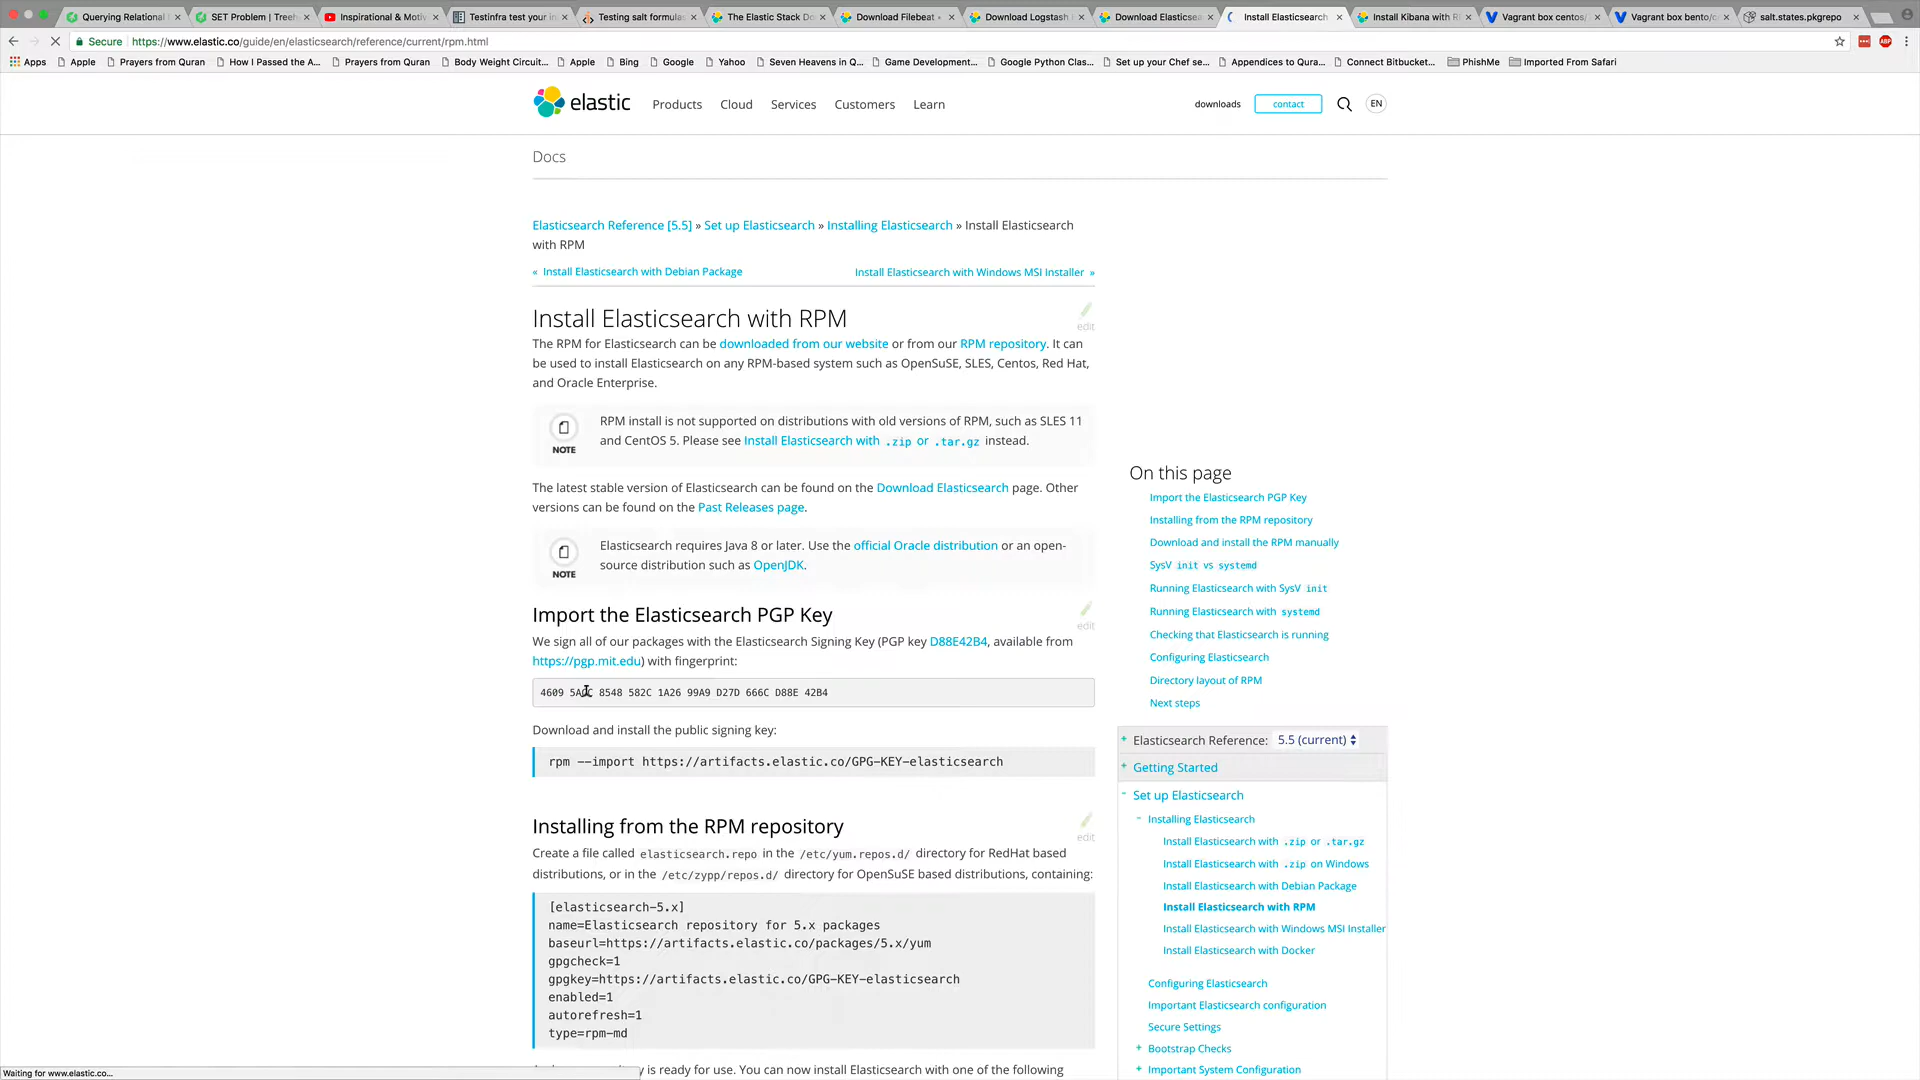 Querying Relational
SET Problem | Treeh
Inspirational & Motiv
Testinfra test your in
Testing salt formulas
The Elastic Stack Do
Download Filebeat •
Download Logstash
Download Elasticsea
Install Elasticsearch
Install Kibana with R
Vagrant box centos/
Vagrant box bento/c
salt.states.pkgrepo
Secure https://www.elastic.co/guide/en/elasticsearch/reference/current/rpm.html
Apps Apple Prayers from Quran How I Passed the A... Prayers from Quran Body Weight Circuit... Apple Bing Google Yahoo Seven Heavens in Q... Game Development... Google Python Clas... Set up your Chef se... Appendices to Qura... Connect Bitbucket... PhishMe Imported From Safari
elastic Products Cloud Services Customers Learn downloads contact EN
Docs
Elasticsearch Reference [5.5] » Set up Elasticsearch » Installing Elasticsearch » Install Elasticsearch
with RPM
« Install Elasticsearch with Debian Package Install Elasticsearch with Windows MSI Installer »
Install Elasticsearch with RPM
edit
The RPM for Elasticsearch can be downloaded from our website or from our RPM repository. It can
be used to install Elasticsearch on any RPM-based system such as OpenSuSE, SLES, Centos, Red Hat,
and Oracle Enterprise.
NOTE
RPM install is not supported on distributions with old versions of RPM, such as SLES 11
and CentOS 5. Please see Install Elasticsearch with .zip or .tar.gz instead.
The latest stable version of Elasticsearch can be found on the Download Elasticsearch page. Other
versions can be found on the Past Releases page.
NOTE
Elasticsearch requires Java 8 or later. Use the official Oracle distribution or an open-
source distribution such as OpenJDK.
Import the Elasticsearch PGP Key
edit
We sign all of our packages with the Elasticsearch Signing Key (PGP key D88E42B4, available from
https://pgp.mit.edu) with fingerprint:
4609 8548 582C 1A26 99A9 D27D 666C D88E 42B4
Download and install the public signing key:
rpm --import https://artifacts.elastic.co/GPG-KEY-elasticsearch
Installing from the RPM repository
edit
Create a file called elasticsearch.repo in the /etc/yum.repos.d/ directory for RedHat based
distributions, or in the /etc/zypp/repos.d/ directory for OpenSuSE based distributions, containing:
[elasticsearch-5.x]
name=Elasticsearch repository for 5.x packages
baseurl=https://artifacts.elastic.co/packages/5.x/yum
gpgcheck=1
gpgkey=https://artifacts.elastic.co/GPG-KEY-elasticsearch
enabled=1
autorefresh=1
type=rpm-md
is ready for use. You can now install Elasticsearch with one of the following
On this page
Import the Elasticsearch PGP Key
Installing from the RPM repository
Download and install the RPM manually
SysV init vs systemd
Running Elasticsearch with SysV init
Running Elasticsearch with systemd
Checking that Elasticsearch is running
Configuring Elasticsearch
Directory layout of RPM
Next steps
+ Elasticsearch Reference: 5.5 (current)
+ Getting Started
- Set up Elasticsearch
- Installing Elasticsearch
Install Elasticsearch with .zip or .tar.gz
Install Elasticsearch with .zip on Windows
Install Elasticsearch with Debian Package
Install Elasticsearch with RPM
Install Elasticsearch with Windows MSI Installer
Install Elasticsearch with Docker
Configuring Elasticsearch
Important Elasticsearch configuration
Secure Settings
+ Bootstrap Checks
+ Important System Configuration
Waiting for www.elastic.co...